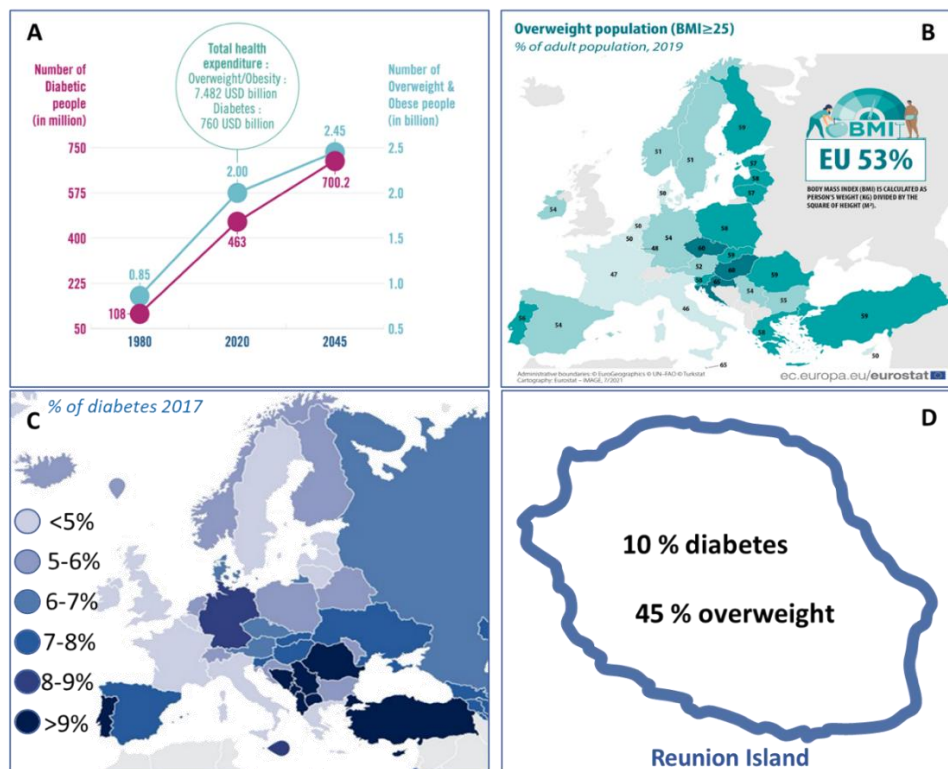 A
Total health
expenditure :
Overweight/Obesity :
7.482 USD billion
Diabetes :
760 USD billion
Number of
Diabetic
people
(in million)
Number of
Overweight &
Obese people
(in billion)
750
575
400
225
50
2.5
2.0
1.5
1.0
0.5
0.85
2.00
2.45
108
463
700.2
1980
2020
2045
Overweight population (BMI≥25)
% of adult population, 2019
B
BMI
EU 53%
BODY MASS INDEX (BMI) IS CALCULATED AS
PERSON'S WEIGHT (KG) DIVIDED BY THE
SQUARE OF HEIGHT (M²).
59
51
51
57
58
57
50
54
58
50
48
54
58
60
59
52
60
47
59
54
55
46
56
54
58
59
50
65
Administrative boundaries: © EuroGeographics © UN–FAO © Turkstat
Cartography: Eurostat – IMAGE, 7/2021
ec.europa.eu/eurostat
C
% of diabetes 2017
<5%
5-6%
6-7%
7-8%
8-9%
>9%
D
10 % diabetes
45 % overweight
Reunion Island